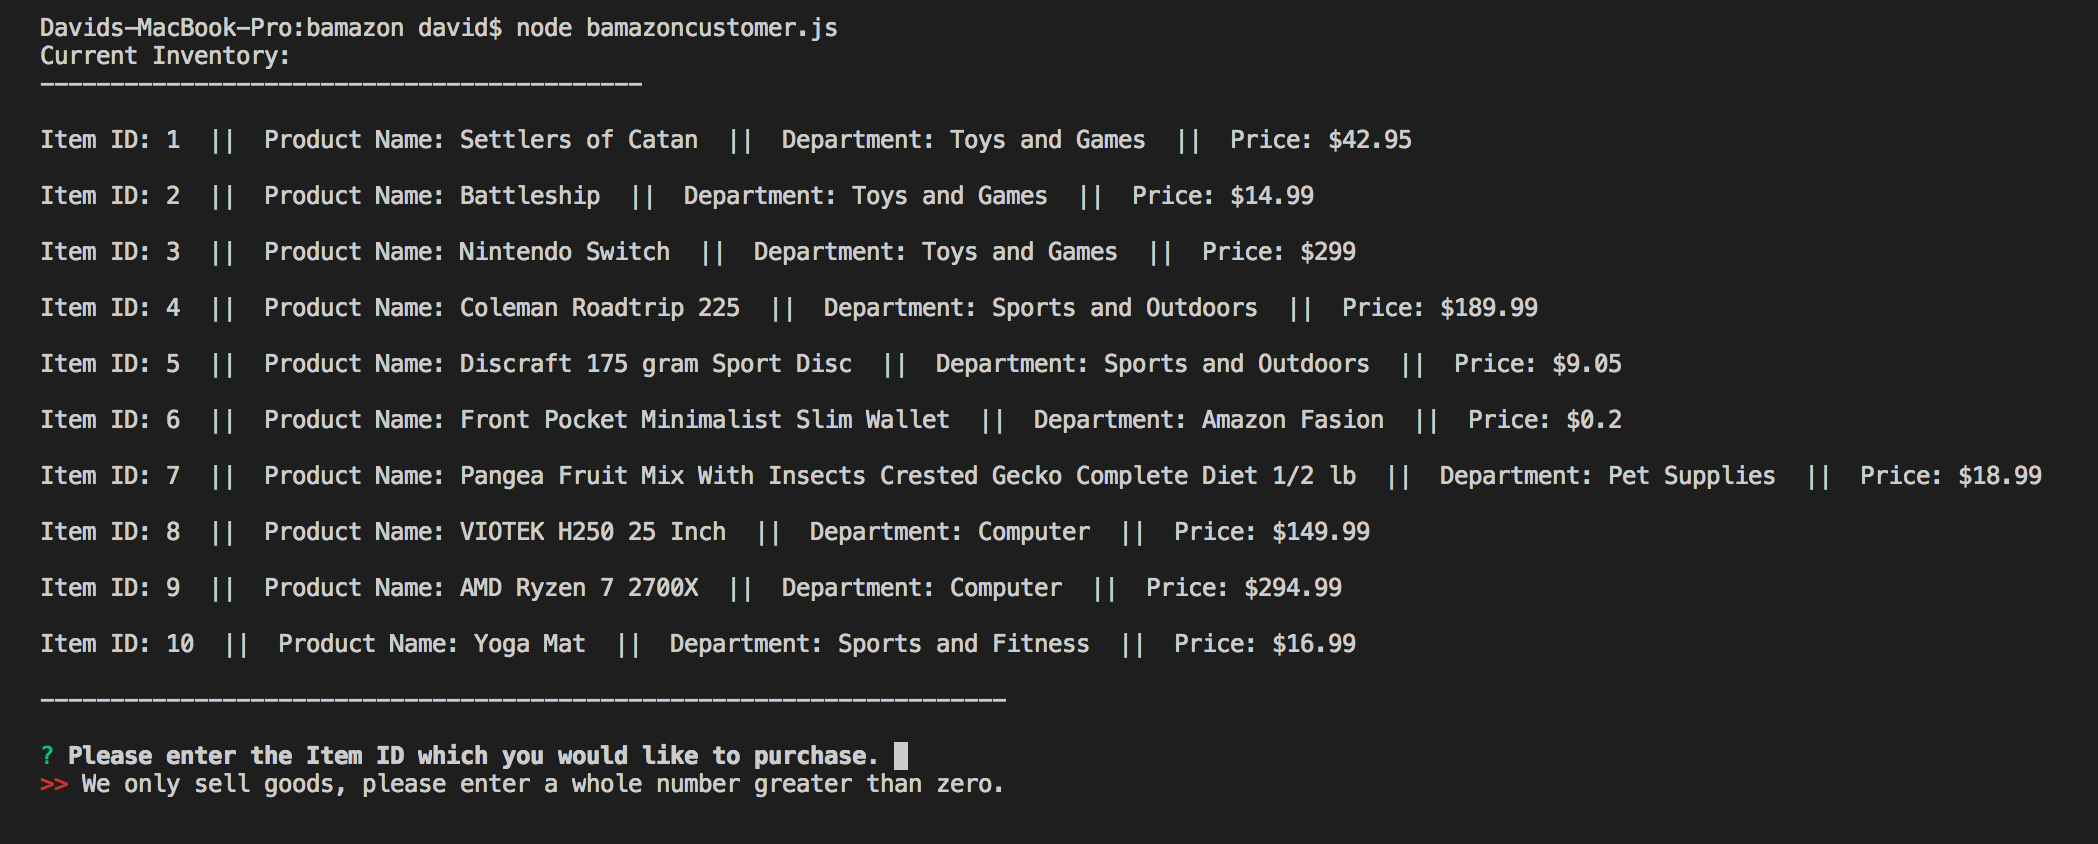 Davids-MacBook-Pro:bamazon david$ node bamazoncustomer.js
Current Inventory:
-------------------------------------------
Item ID: 1  ||  Product Name: Settlers of Catan  ||  Department: Toys and Games  ||  Price: $42.95
Item ID: 2  ||  Product Name: Battleship  ||  Department: Toys and Games  ||  Price: $14.99
Item ID: 3  ||  Product Name: Nintendo Switch  ||  Department: Toys and Games  ||  Price: $299
Item ID: 4  ||  Product Name: Coleman Roadtrip 225  ||  Department: Sports and Outdoors  ||  Price: $189.99
Item ID: 5  ||  Product Name: Discraft 175 gram Sport Disc  ||  Department: Sports and Outdoors  ||  Price: $9.05
Item ID: 6  ||  Product Name: Front Pocket Minimalist Slim Wallet  ||  Department: Amazon Fasion  ||  Price: $0.2
Item ID: 7  ||  Product Name: Pangea Fruit Mix With Insects Crested Gecko Complete Diet 1/2 lb  ||  Department: Pet Supplies  ||  Price: $18.99
Item ID: 8  ||  Product Name: VIOTEK H250 25 Inch  ||  Department: Computer  ||  Price: $149.99
Item ID: 9  ||  Product Name: AMD Ryzen 7 2700X  ||  Department: Computer  ||  Price: $294.99
Item ID: 10  ||  Product Name: Yoga Mat  ||  Department: Sports and Fitness  ||  Price: $16.99
---------------------------------------------------------------------
? Please enter the Item ID which you would like to purchase.
>> We only sell goods, please enter a whole number greater than zero.